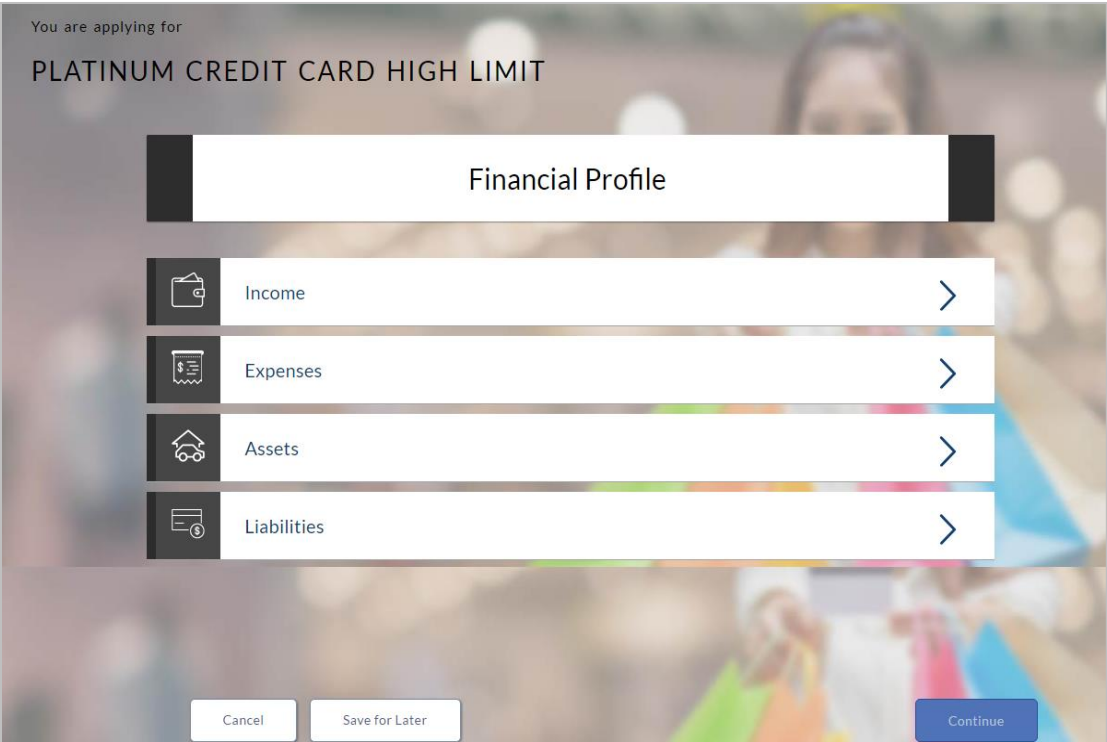 You are applying for
PLATINUM CREDIT CARD HIGH LIMIT
Financial Profile
Income
$
Expenses
Assets
$
Liabilities
Cancel
Save for Later
Continue